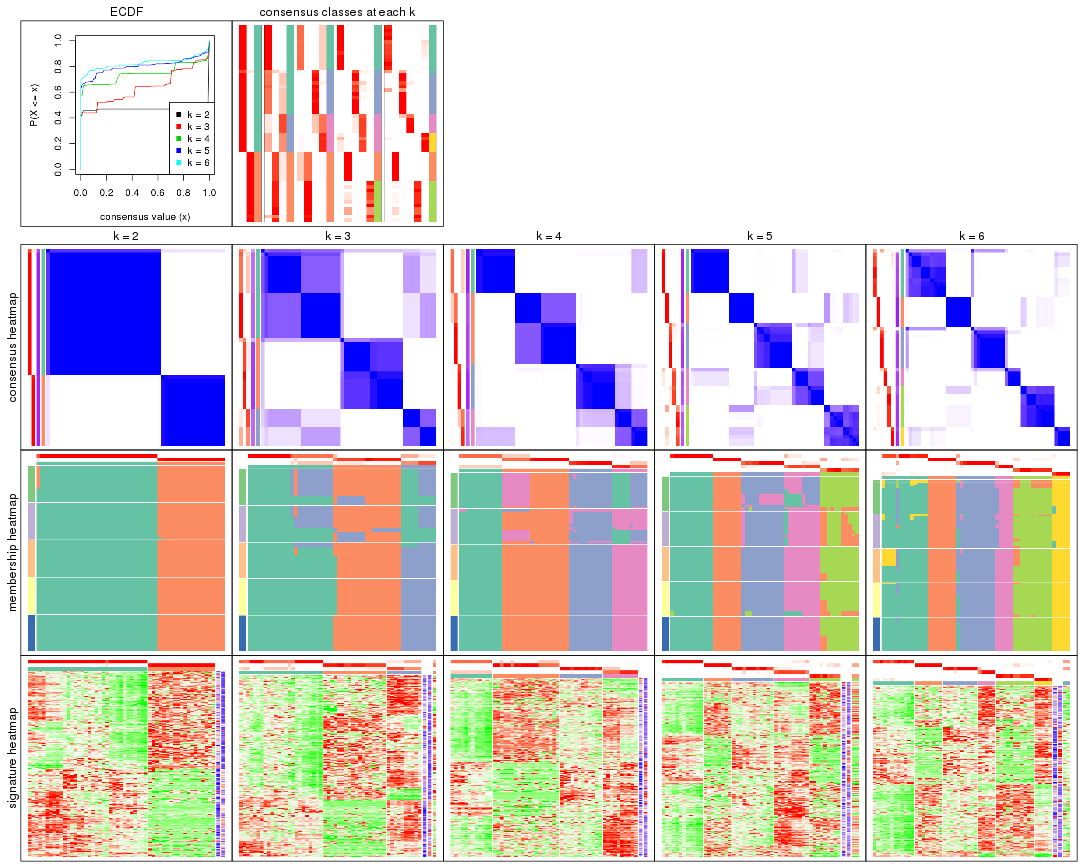 ECDF
consensus classes at each k
P(X <= x)
0.0
0.2
0.4
0.6
0.8
1.0
k = 2
k = 3
k = 4
k = 5
k = 6
0.0 0.2 0.4 0.6 0.8 1.0
consensus value (x)
k = 2
k = 3
k = 4
k = 5
k = 6
consensus heatmap
membership heatmap
signature heatmap